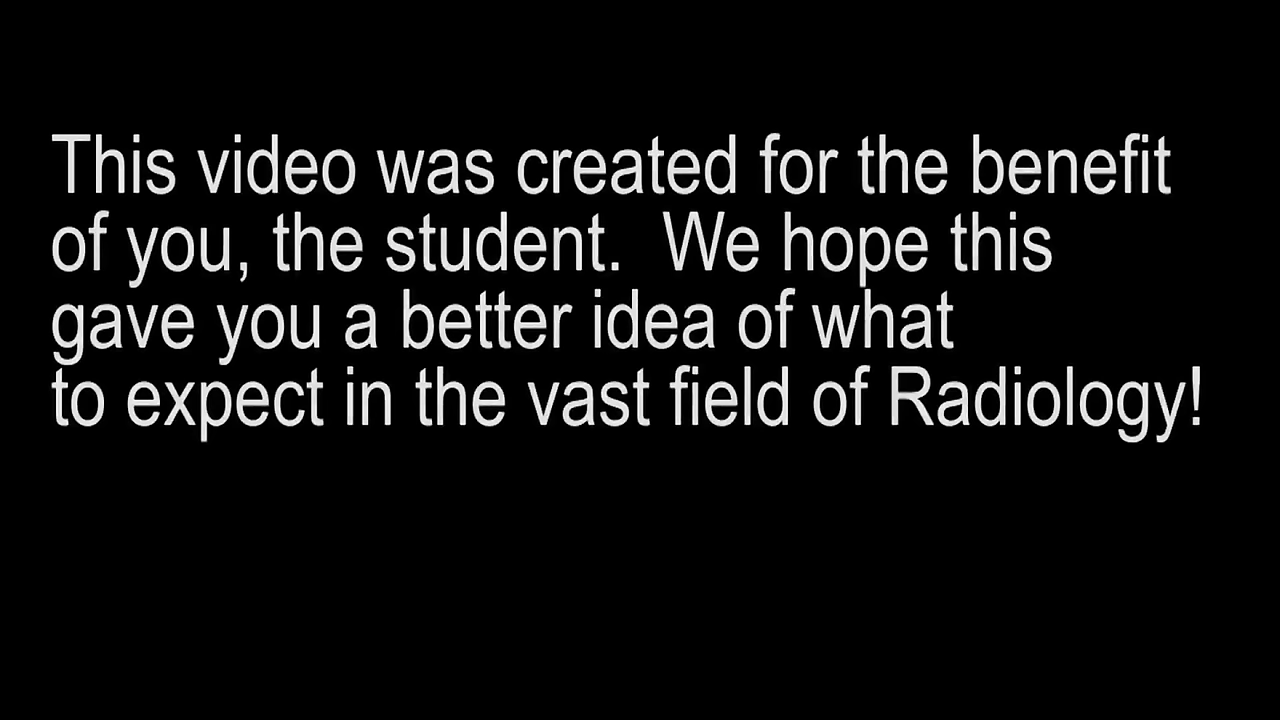 This video was created for the benefit
of you, the student.  We hope this
gave you a better idea of what
to expect in the vast field of Radiology!